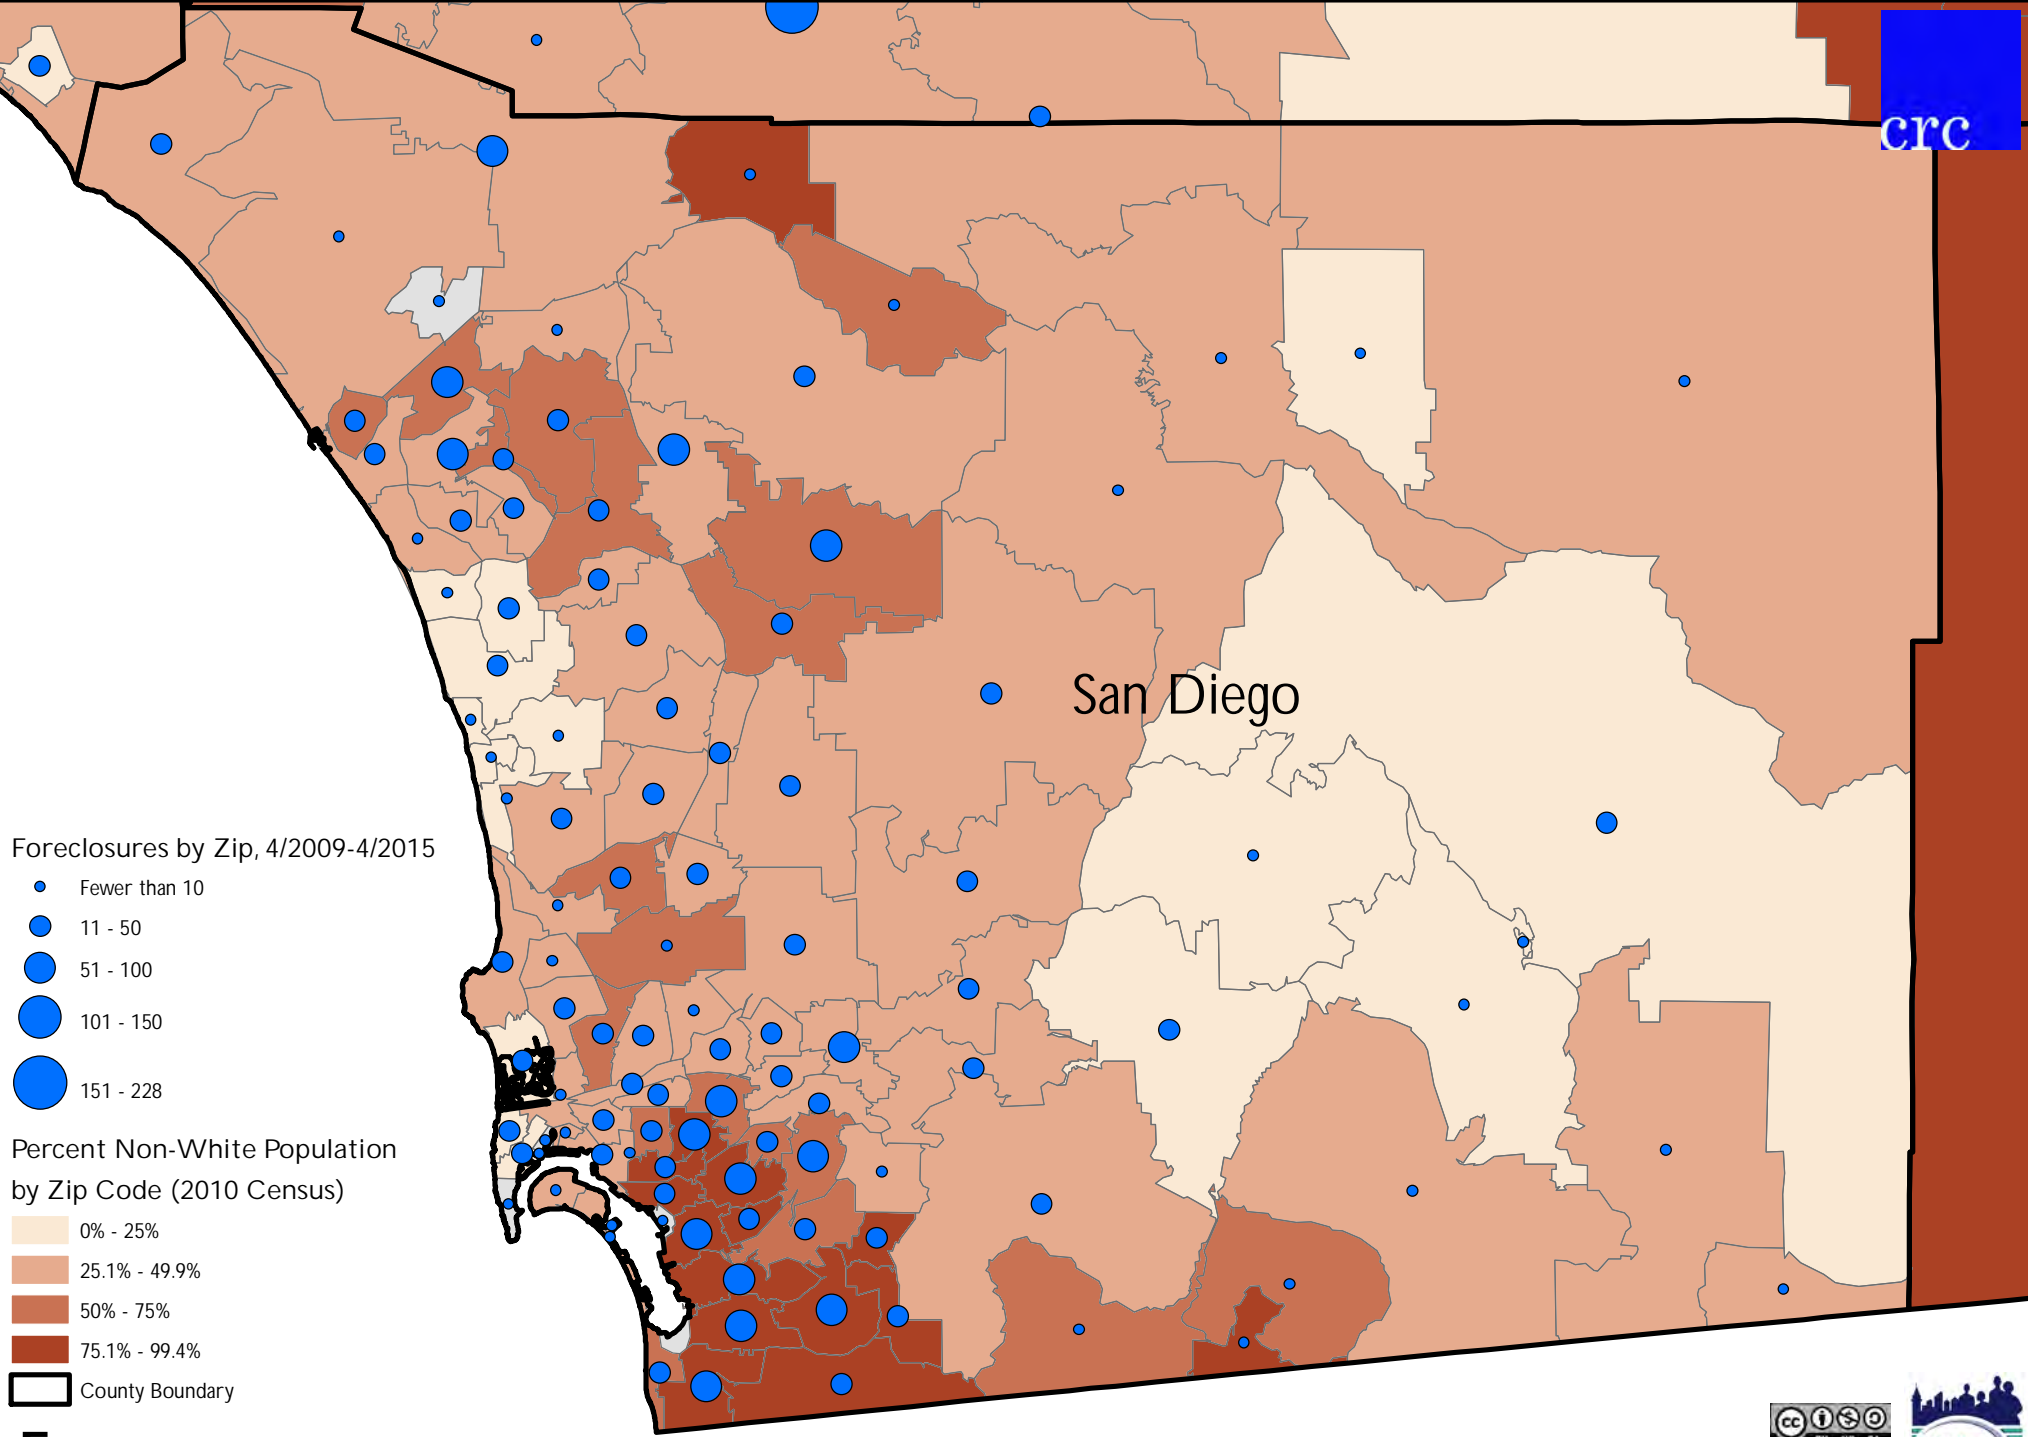 crc
San Diego
Foreclosures by Zip, 4/2009-4/2015
Fewer than 10
11 - 50
51 - 100
101 - 150
151 - 228
Percent Non-White Population
by Zip Code (2010 Census)
0% - 25%
25.1% - 49.9%
50% - 75%
75.1% - 99.4%
County Boundary
cc